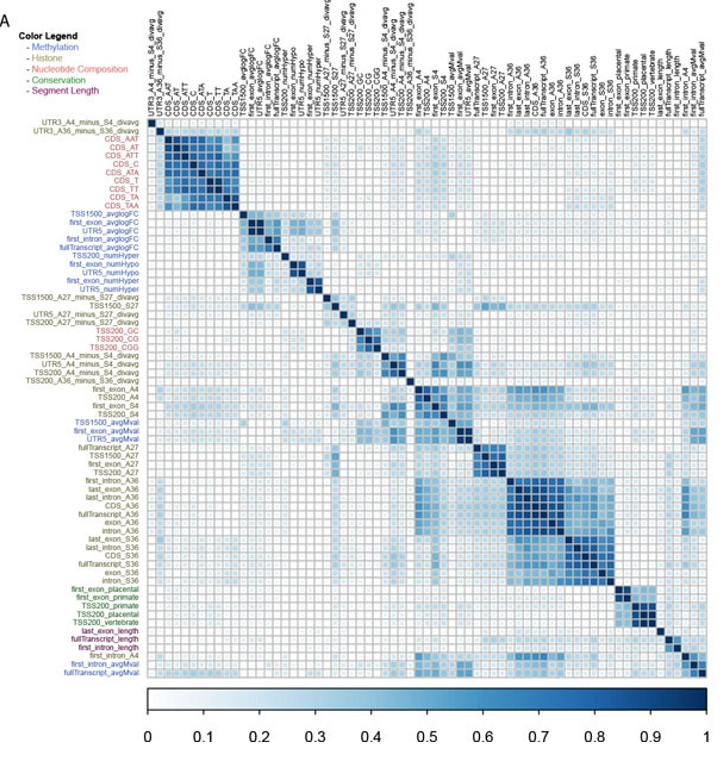 A
Color Legend
- Methylation
- Histone
- Nucleotide Composition
- Conservation
- Segment Length
UTR3_A4_minus_S4_divavg
UTR3_A36_minus_S36_divavg
CDS_AAT
CDS_AT
CDS_ATT
CDS_C
CDS_ATA
CDS_T
CDS_TT
CDS_TA
CDS_TAA
TSS1500_avglogFC
first_exon_avglogFC
UTR5_avglogFC
first_intron_avglogFC
fullTranscript_avglogFC
TSS200_numHyper
first_exon_numHypo
UTR5_numHypo
first_exon_numHyper
UTR5_numHyper
TSS1500_A27_minus_S27_divavg
TSS1500_S27
UTR5_A27_minus_S27_divavg
TSS200_A27_minus_S27_divavg
TSS200_GC
TSS200_CG
TSS200_CGG
TSS1500_A4_minus_S4_divavg
UTR5_A4_minus_S4_divavg
TSS200_A4_minus_S4_divavg
TSS200_A36_minus_S36_divavg
first_exon_A4
TSS200_A4
first_exon_S4
TSS200_S4
TSS1500_avgMval
first_exon_avgMval
UTR5_avgMval
fullTranscript_A27
TSS1500_A27
first_exon_A27
TSS200_A27
first_intron_A36
last_exon_A36
last_intron_A36
CDS_A36
fullTranscript_A36
exon_A36
intron_A36
last_exon_S36
last_intron_S36
CDS_S36
fullTranscript_S36
exon_S36
intron_S36
first_exon_placental
first_exon_primate
TSS200_primate
TSS200_placental
TSS200_vertebrate
last_exon_length
fullTranscript_length
first_intron_length
first_intron_A4
first_intron_avgMval
fullTranscript_avgMval
0 0.1 0.2 0.3 0.4 0.5 0.6 0.7 0.8 0.9 1